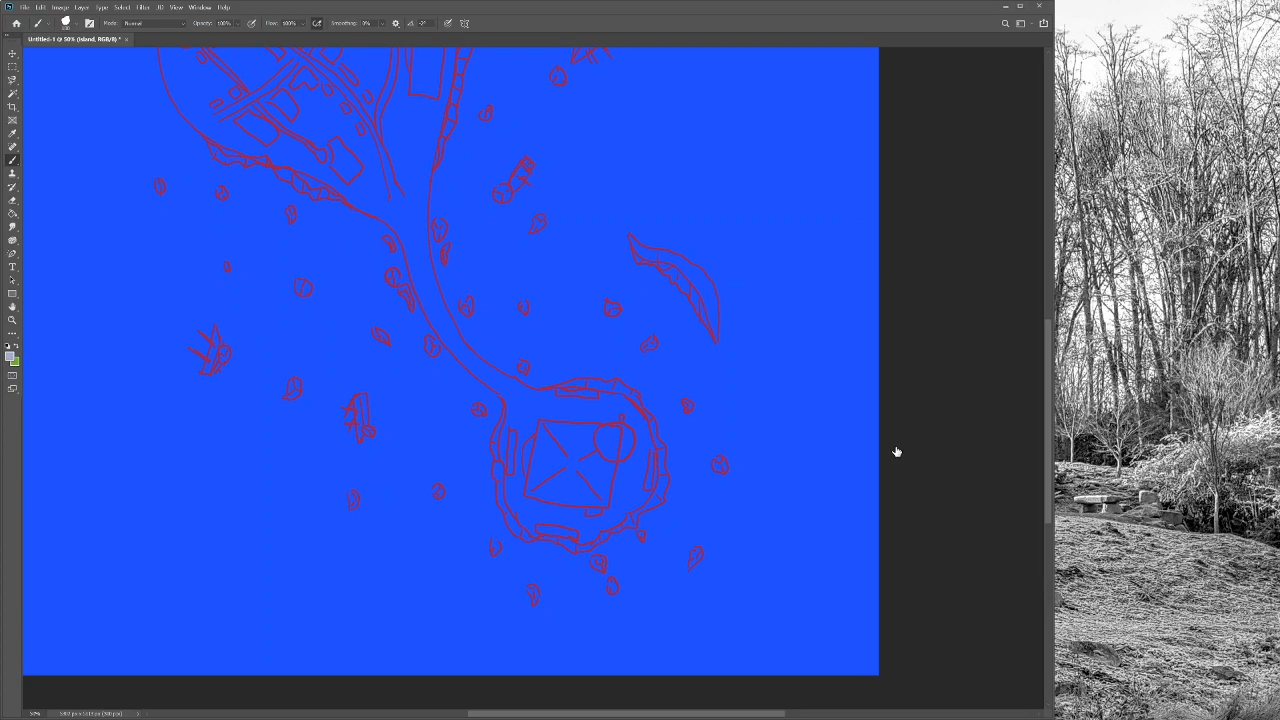 File Edit Image Layer Type Select Filter 3D View Window Help
Mode: Normal Opacity: 100% Flow: 100% Smoothing: 0%
Untitled-1 @ 50% (island, RGB/8) *
50%